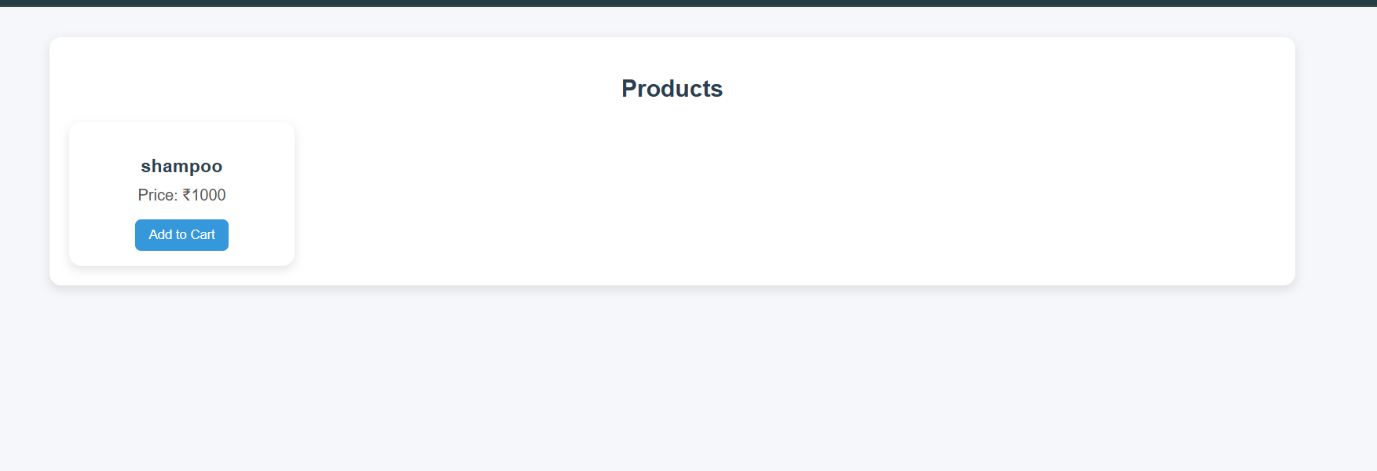 Products
shampoo
Price: ₹1000
Add to Cart